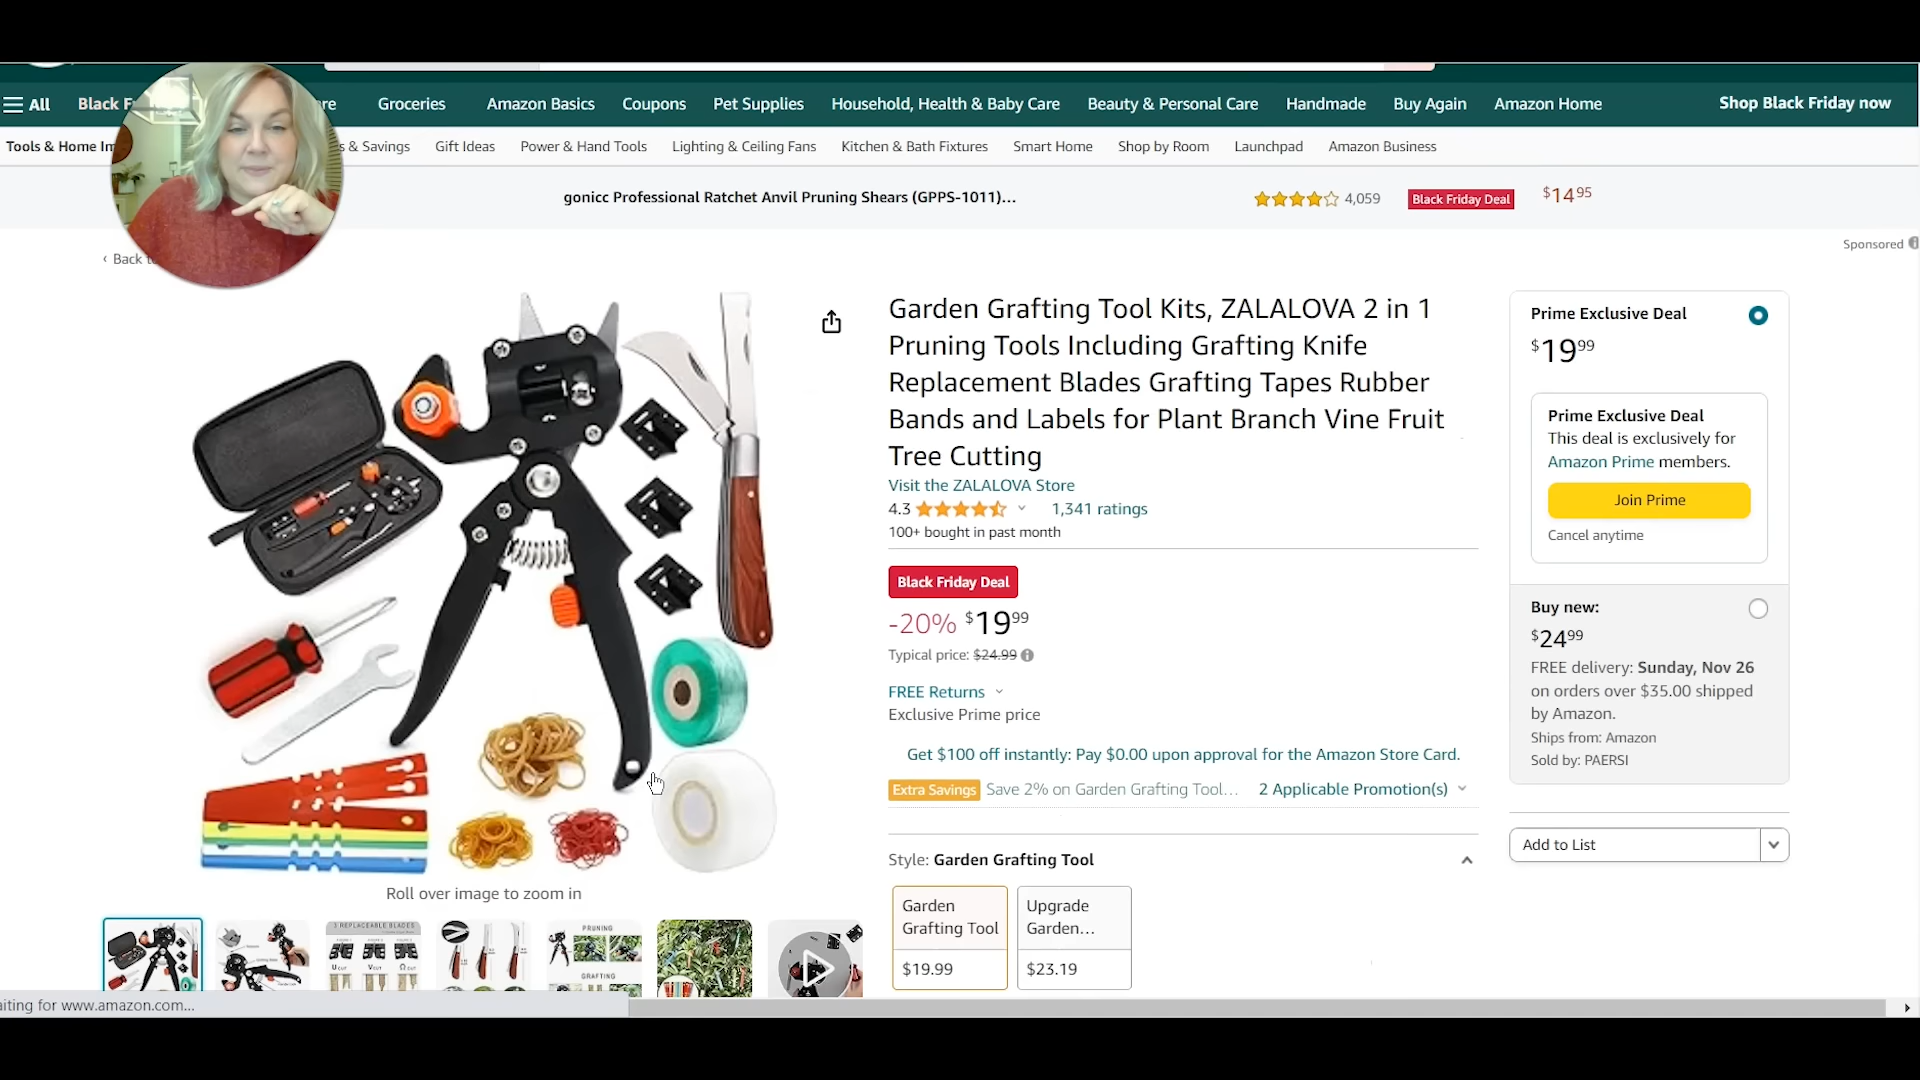 All
Black F
re
Groceries
Amazon Basics
Coupons
Pet Supplies
Household, Health & Baby Care
Beauty & Personal Care
Handmade
Buy Again
Amazon Home
Shop Black Friday now
Tools & Home Im
s & Savings
Gift Ideas
Power & Hand Tools
Lighting & Ceiling Fans
Kitchen & Bath Fixtures
Smart Home
Shop by Room
Launchpad
Amazon Business
gonicc Professional Ratchet Anvil Pruning Shears (GPPS-1011)...
4,059
Black Friday Deal
$14 95
Sponsored
‹ Back t
Garden Grafting Tool Kits, ZALALOVA 2 in 1
Pruning Tools Including Grafting Knife
Replacement Blades Grafting Tapes Rubber
Bands and Labels for Plant Branch Vine Fruit
Tree Cutting
Visit the ZALALOVA Store
4.3
1,341 ratings
100+ bought in past month
Black Friday Deal
-20% $19 99
Typical price: $24.99
FREE Returns
Exclusive Prime price
Get $100 off instantly: Pay $0.00 upon approval for the Amazon Store Card.
Extra Savings Save 2% on Garden Grafting Tool... 2 Applicable Promotion(s)
Style: Garden Grafting Tool
Garden
Grafting Tool
$19.99
Upgrade
Garden...
$23.19
Prime Exclusive Deal
$19 99
Prime Exclusive Deal
This deal is exclusively for
Amazon Prime members.
Join Prime
Cancel anytime
Buy new:
$24 99
FREE delivery: Sunday, Nov 26
on orders over $35.00 shipped
by Amazon.
Ships from: Amazon
Sold by: PAERSI
Add to List
Roll over image to zoom in
3 REPLACEABLE BLADES
U CUT
V CUT
Ω CUT
PRUNING
GRAFTING
aiting for www.amazon.com...